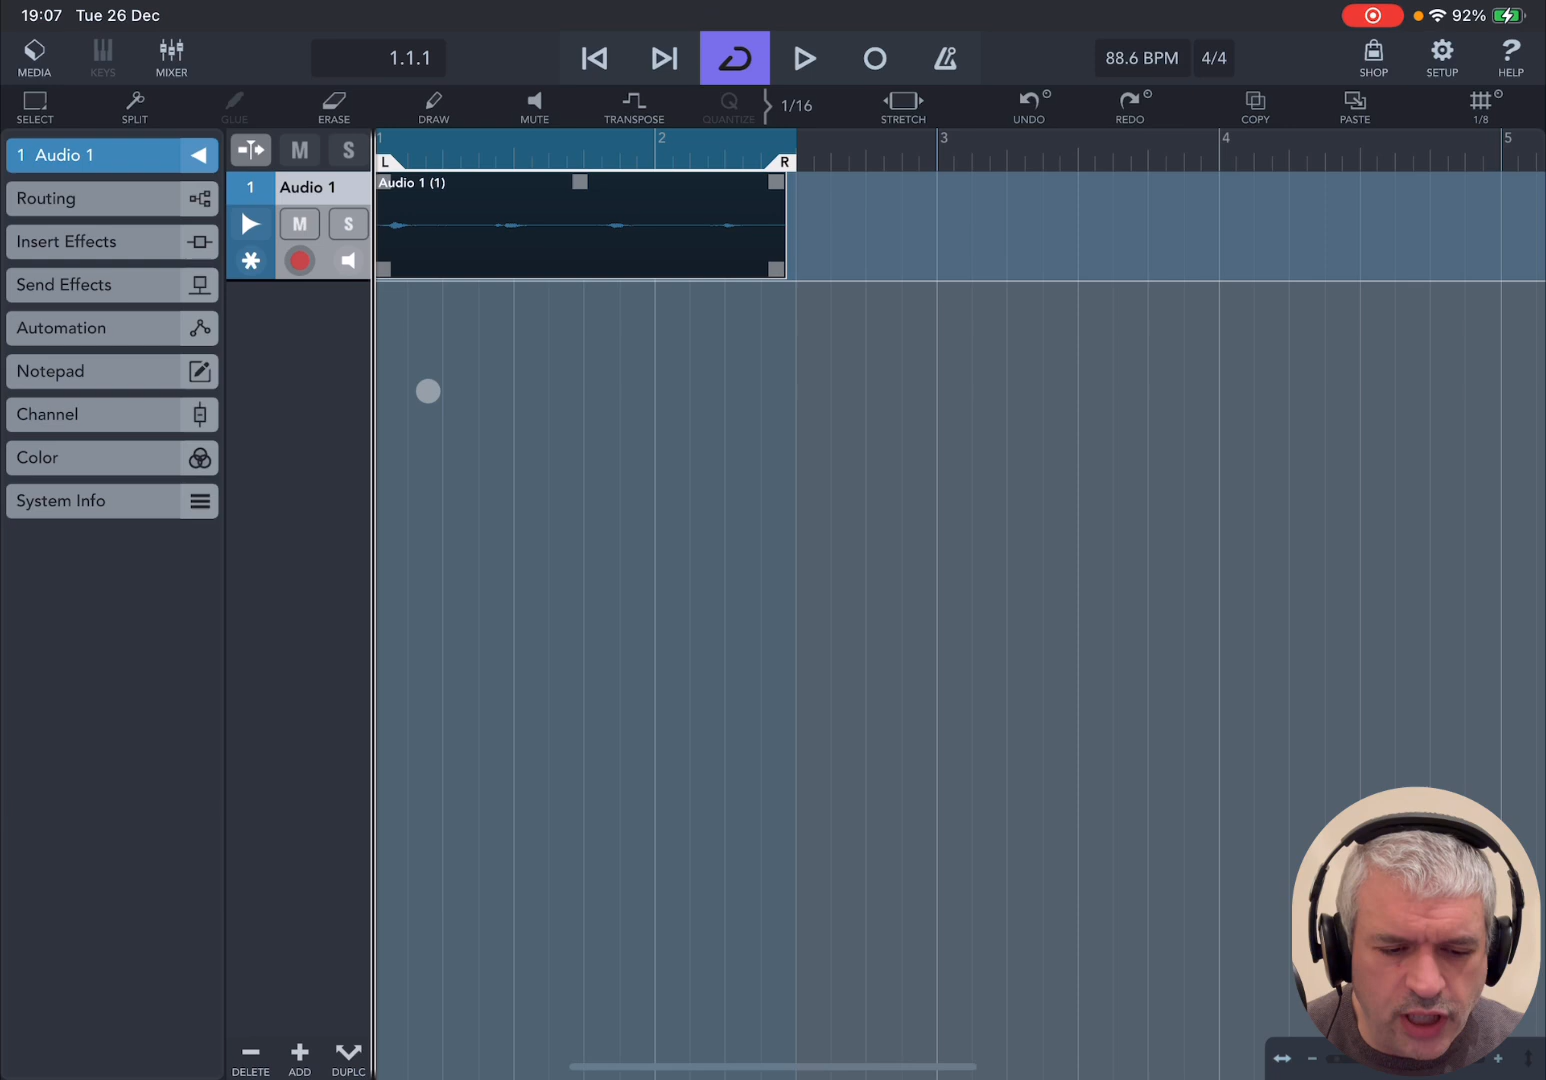 19:07 Tue 26 Dec
92%
MEDIA KEYS MIXER
1.1.1
88.6 BPM 4/4
SHOP SETUP HELP
SELECT SPLIT GLUE ERASE DRAW MUTE TRANSPOSE QUANTIZE 1/16 STRETCH UNDO REDO COPY PASTE 1/8
1 Audio 1
M S
1 2 3 4 5
L R
Routing
1 Audio 1
Audio 1 (1)
M S
Insert Effects
Send Effects
Automation
Notepad
Channel
Color
System Info
DELETE ADD DUPLC